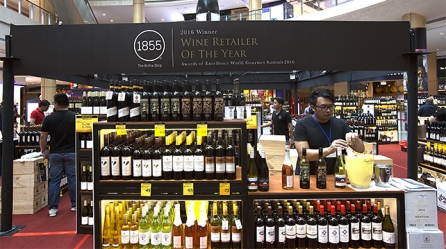 1855
The Bottle Shop
2016 Winner
Wine Retailer
Of The Year
Awards of Excellence World Gourmet Summit 2016